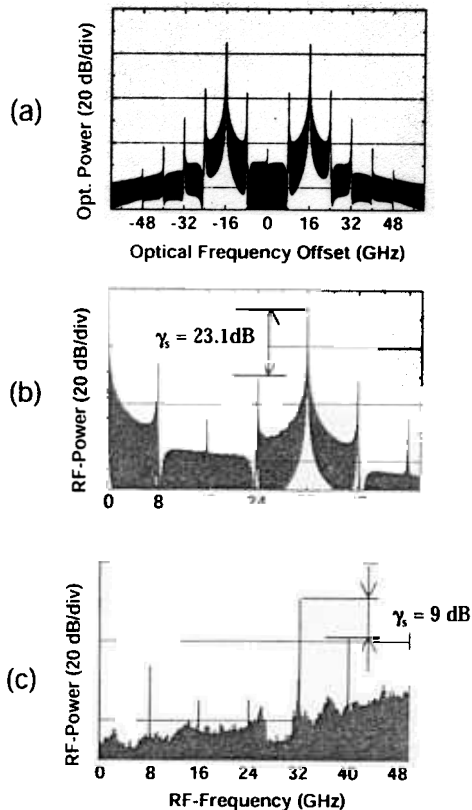 (a)
Opt. Power (20 dB/div)
-48 -32 -16 0 16 32 48
Optical Frequency Offset (GHz)
(b)
RF-Power (20 dB/div)
γs = 23.1dB
0 8 24
(c)
RF-Power (20 dB/div)
γs = 9 dB
0 8 16 24 32 40 48
RF-Frequency (GHz)